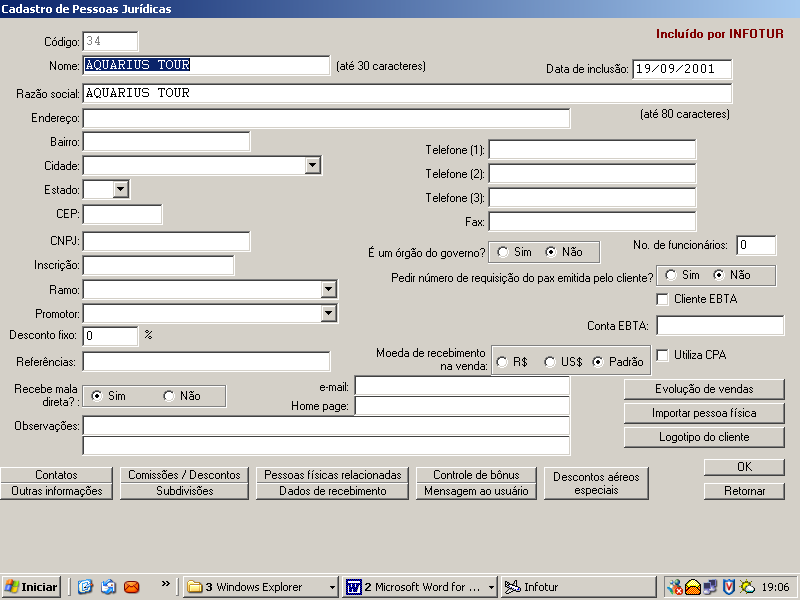 Cadastro de Pessoas Jurídicas
Incluído por INFOTUR
Código: 34
Nome: AQUARIUS TOUR (até 30 caracteres)
Data de inclusão: 19/09/2001
Razão social: AQUARIUS TOUR
(até 80 caracteres)
Endereço:
Bairro:
Telefone (1):
Cidade:
Telefone (2):
Estado:
Telefone (3):
CEP:
Fax:
CNPJ:
É um órgão do governo? Sim Não
No. de funcionários: 0
Inscrição:
Pedir número de requisição do pax emitida pelo cliente? Sim Não
Ramo:
Cliente EBTA
Promotor:
Conta EBTA:
Desconto fixo: 0 %
Referências:
Moeda de recebimento
na venda: R$ US$ Padrão
Utiliza CPA
Recebe mala
direta? : Sim Não
e-mail:
Home page:
Evolução de vendas
Importar pessoa física
Logotipo do cliente
Observações:
OK
Retornar
Contatos
Comissões / Descontos
Pessoas físicas relacionadas
Controle de bônus
Descontos aéreos
especiais
Outras informações
Subdivisões
Dados de recebimento
Mensagem ao usuário
Iniciar » 3 Windows Explorer 2 Microsoft Word for ... Infotur 19:06